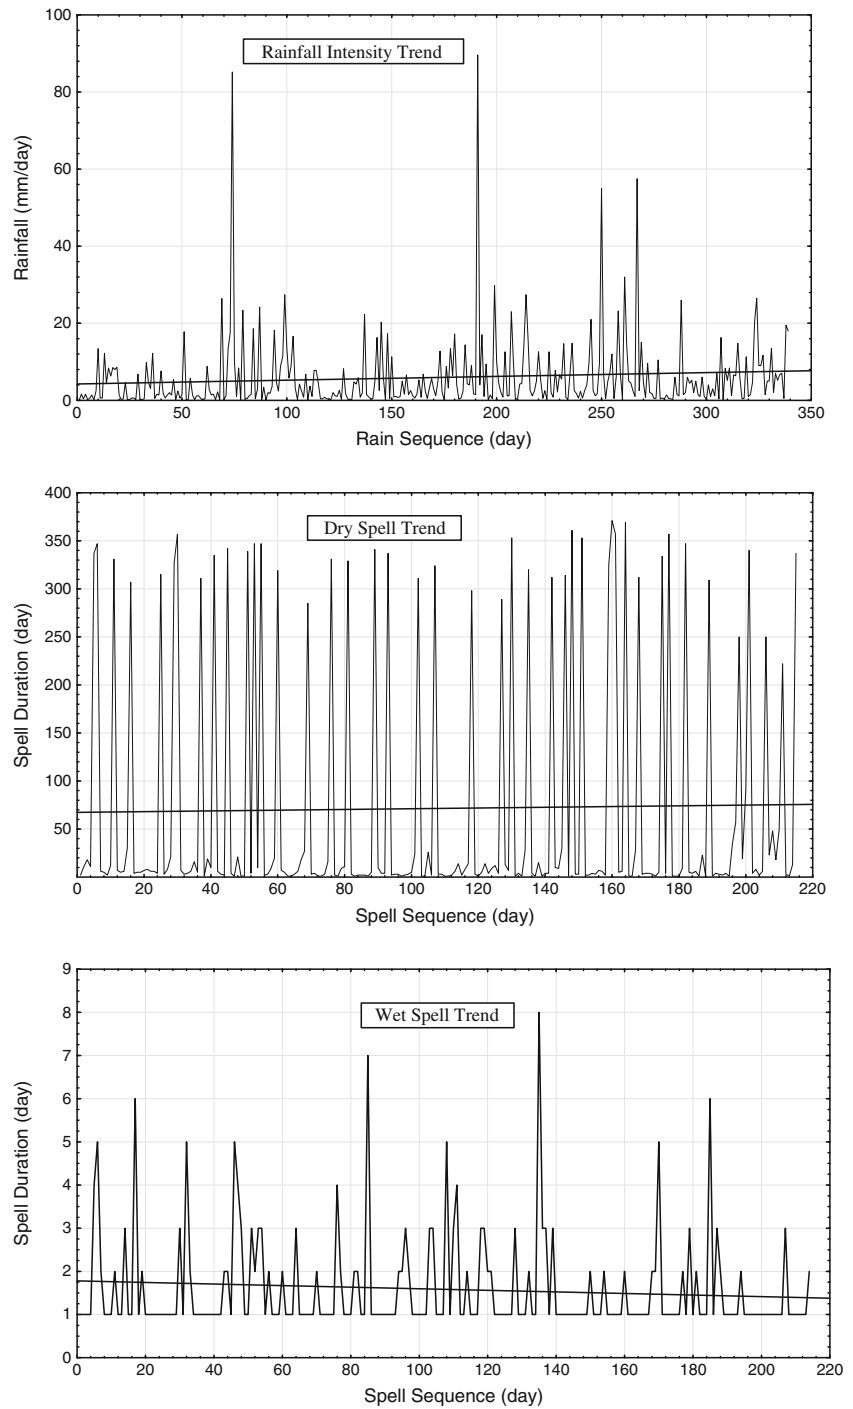 Rainfall Intensity Trend
Rainfall (mm/day)
100
80
60
40
20
0
0 50 100 150 200 250 300 350
Rain Sequence (day)
Dry Spell Trend
Spell Duration (day)
400
350
300
250
200
150
100
50
0 20 40 60 80 100 120 140 160 180 200 220
Spell Sequence (day)
Wet Spell Trend
Spell Duration (day)
9
8
7
6
5
4
3
2
1
0
0 20 40 60 80 100 120 140 160 180 200 220
Spell Sequence (day)